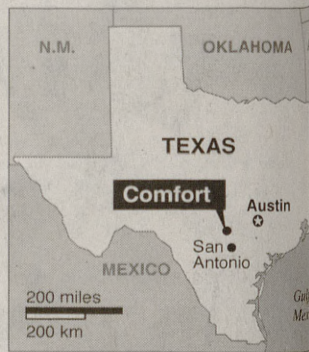 N.M.
OKLAHOMA
TEXAS
Comfort
Austin
San
Antonio
MEXICO
200 miles
200 km